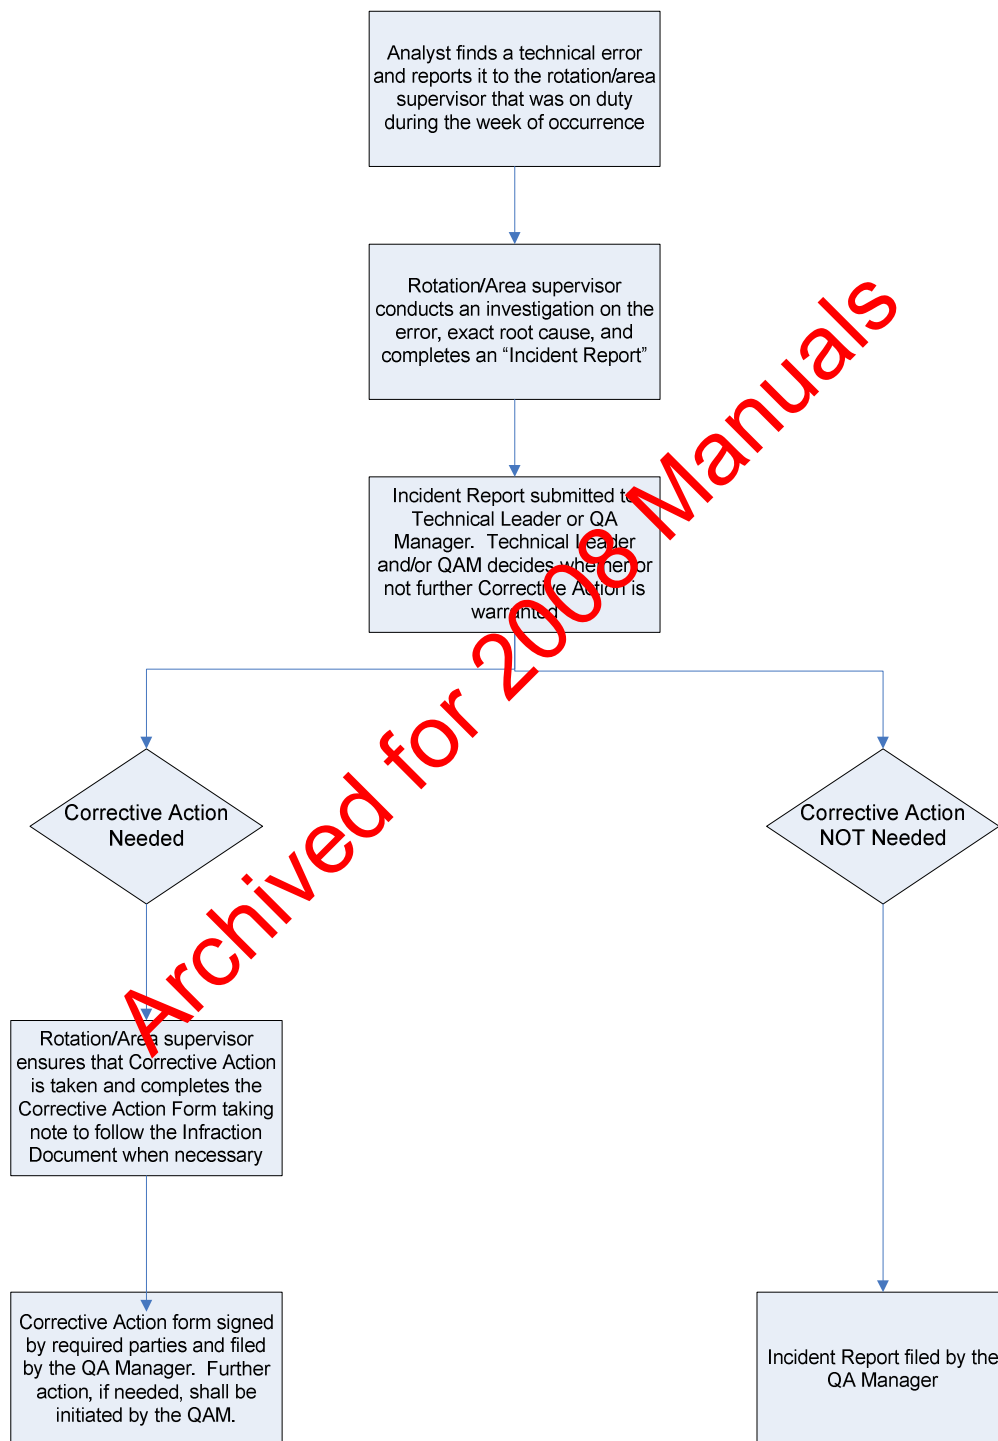 Analyst finds a technical error
and reports it to the rotation/area
supervisor that was on duty
during the week of occurrence
Rotation/Area supervisor
conducts an investigation on the
error, exact root cause, and
completes an “Incident Report”
Incident Report submitted to
Technical Leader or QA
Manager.  Technical Leader
and/or QAM decides whether or
not further Corrective Action is
warranted
Archived for 2008 Manuals
Corrective Action
Needed
Corrective Action
NOT Needed
Rotation/Area supervisor
ensures that Corrective Action
is taken and completes the
Corrective Action Form taking
note to follow the Infraction
Document when necessary
Corrective Action form signed
by required parties and filed
by the QA Manager.  Further
action, if needed, shall be
initiated by the QAM.
Incident Report filed by the
QA Manager